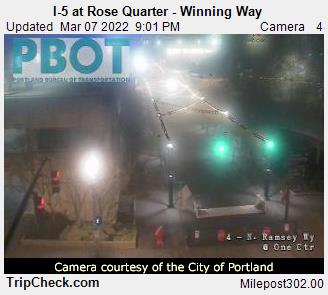 I-5 at Rose Quarter - Winning Way
Updated Mar 07 2022 9:01 PM Camera 4
PBOT
PORTLAND BUREAU OF TRANSPORTATION
4 - N. Ramsey Wy
@ One Ctr
Camera courtesy of the City of Portland
TripCheck.com Milepost302.00